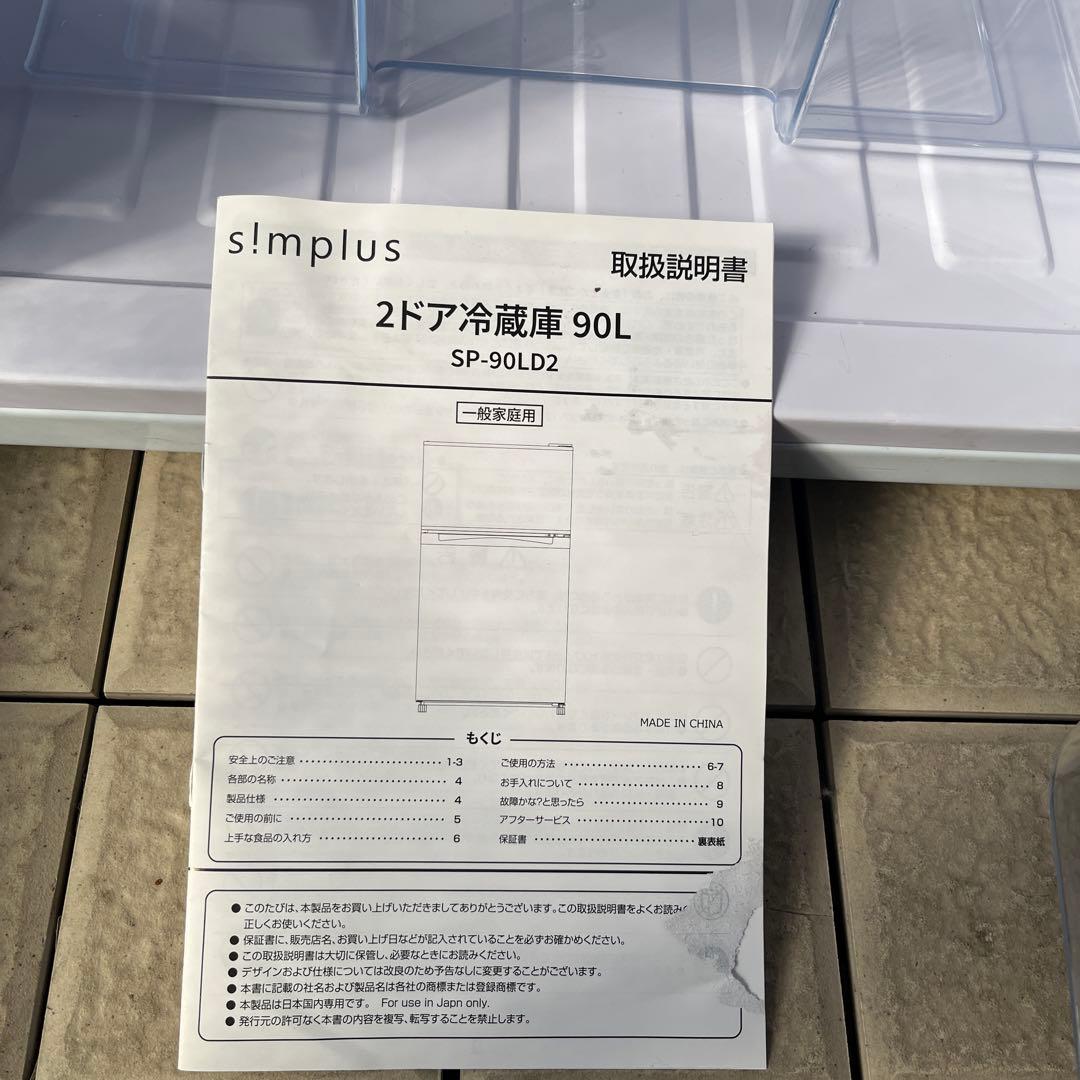 s!mplus
取扱説明書
2ドア冷蔵庫 90L
SP-90LD2
一般家庭用
MADE IN CHINA
もくじ
安全上のご注意 1-3
各部の名称 4
製品仕様 4
ご使用の前に 5
上手な食品の入れ方 6
ご使用の方法 6-7
お手入れについて 8
故障かな?と思ったら 9
アフターサービス 10
保証書 裏表紙
● このたびは、本製品をお買い上げいただきましてありがとうございます。この取扱説明書をよくお読み
正しくお使いください。
● 保証書に、販売店名、お買い上げ日などが記入されていることを必ずお確かめください。
● この取扱説明書は大切に保管し、必要なときにお読みください。
● デザインおよび仕様については改良のため予告なしに変更することがございます。
● 本書に記載の社名および製品名は各社の商標または登録商標です。
● 本製品は日本国内専用です。 For use in Japn only.
● 発行元の許可なく本書の内容を複写、転写することを禁止します。